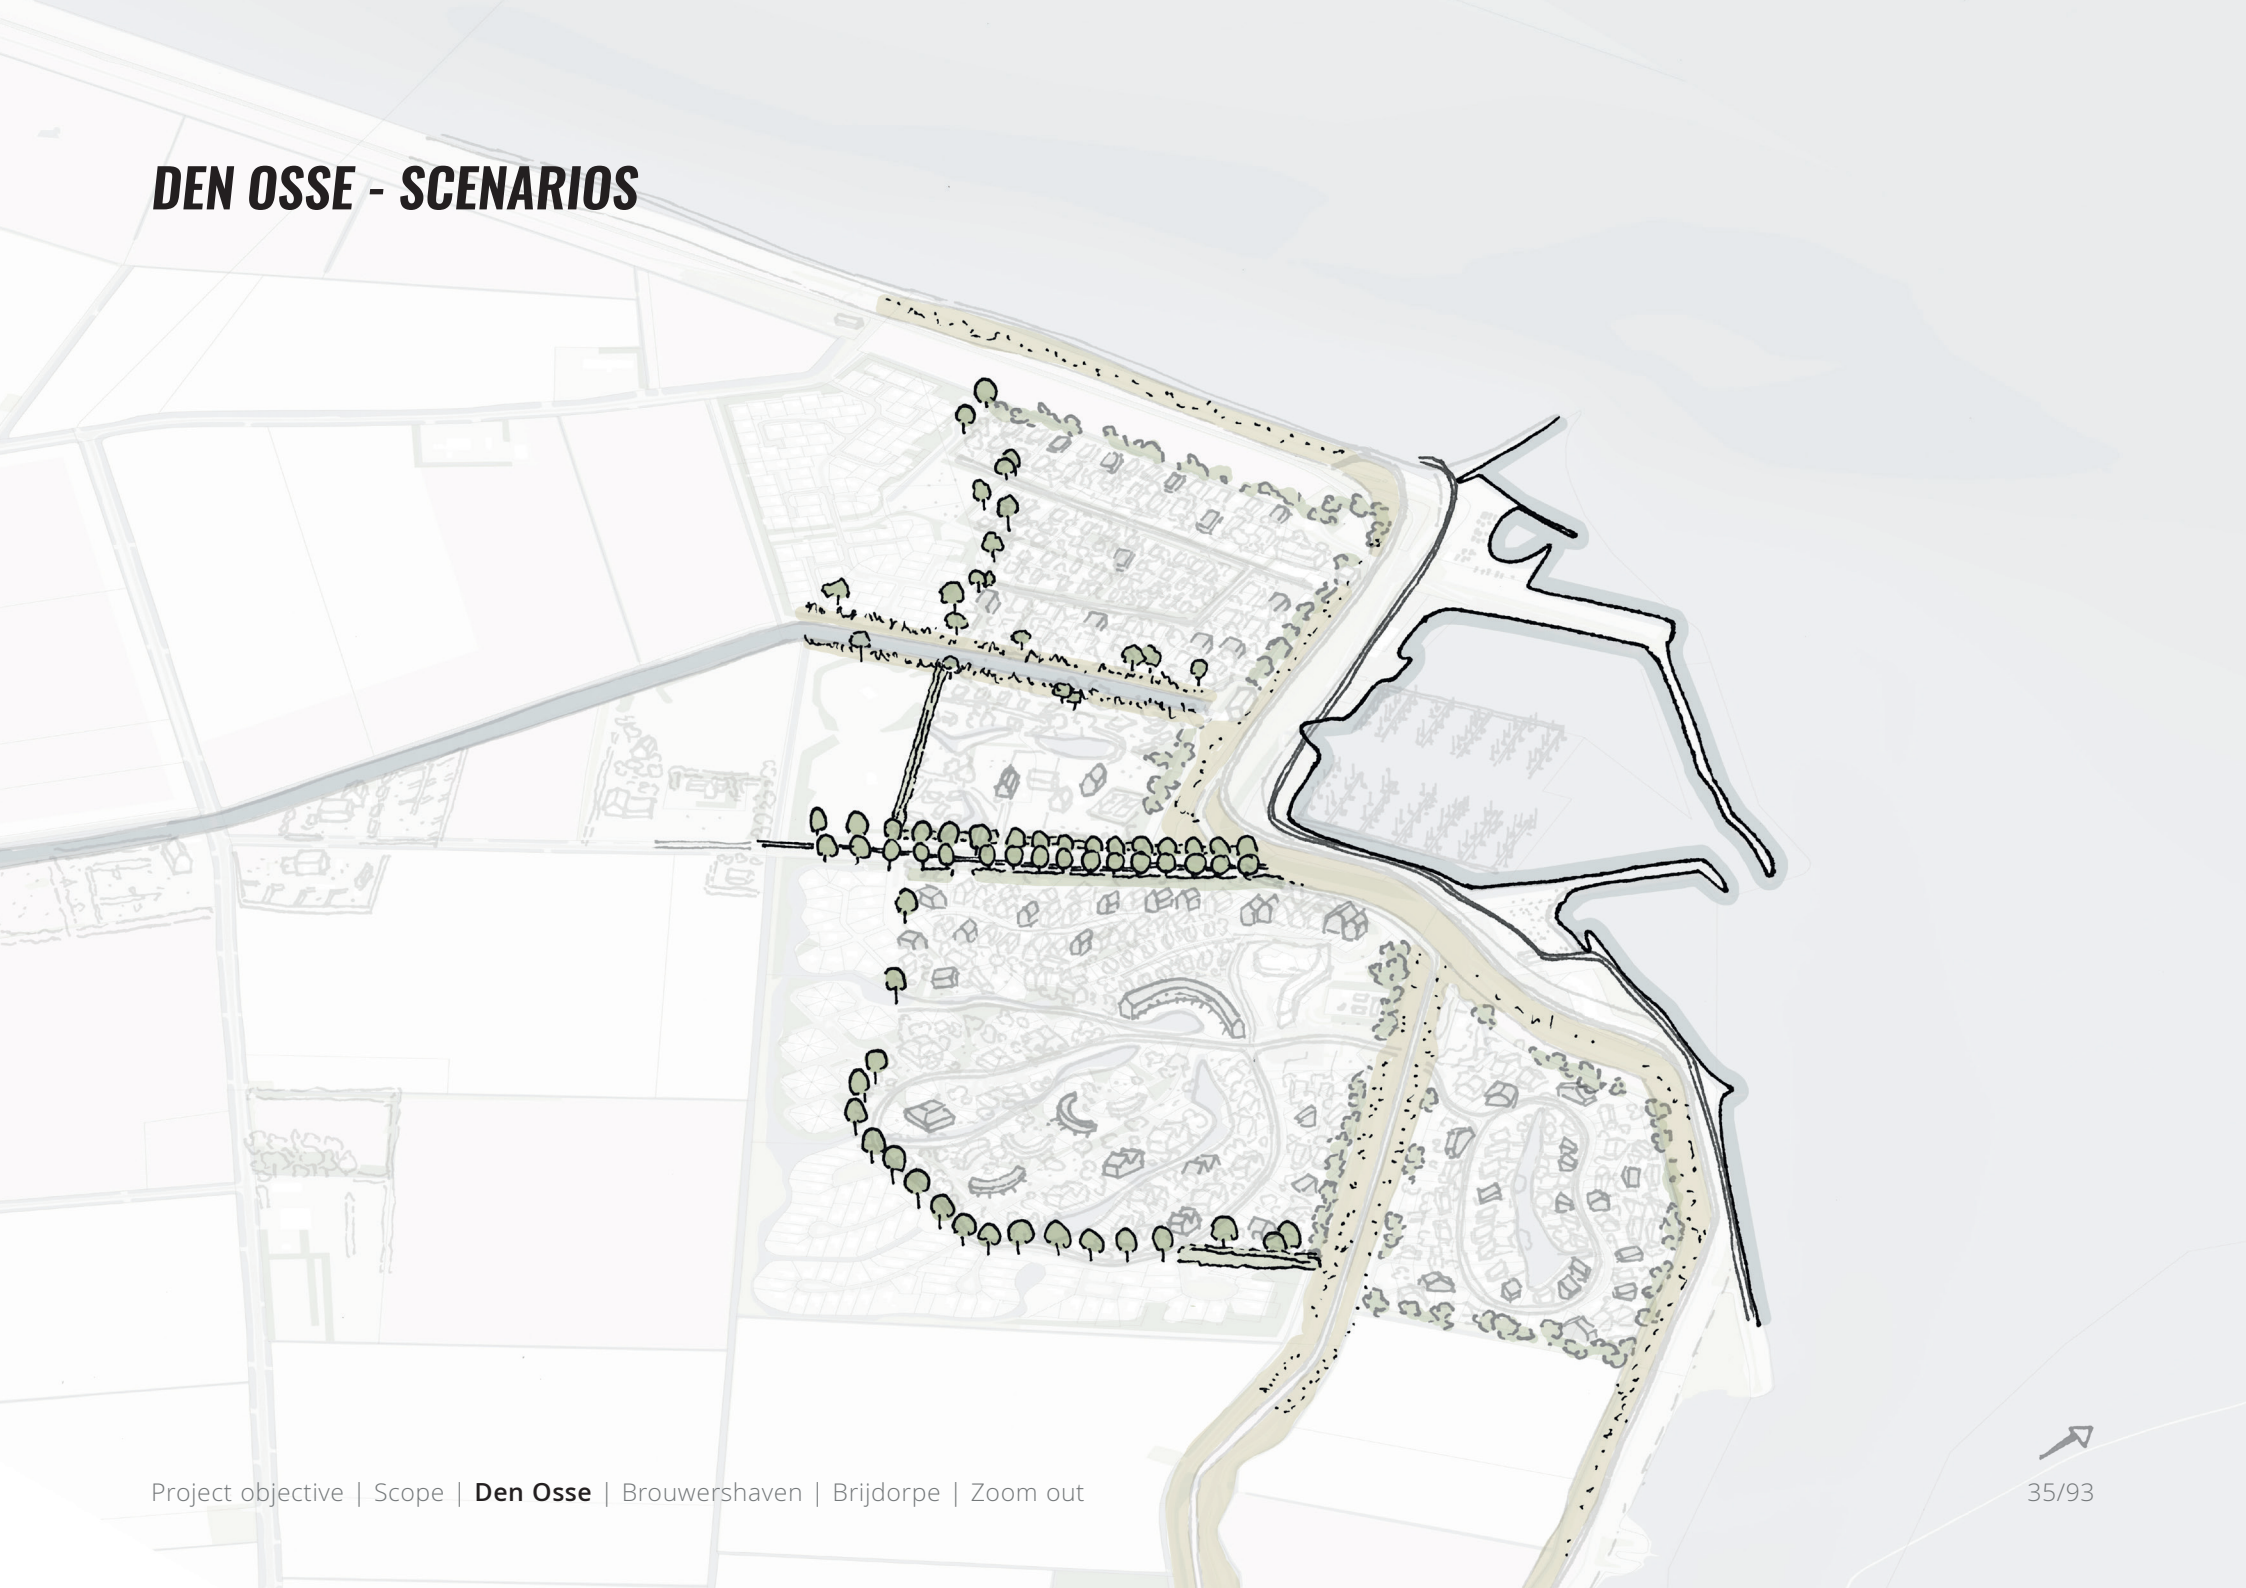 DEN OSSE - SCENARIOS
Project objective | Scope | Den Osse | Brouwershaven | Brijdorpe | Zoom out
35/93